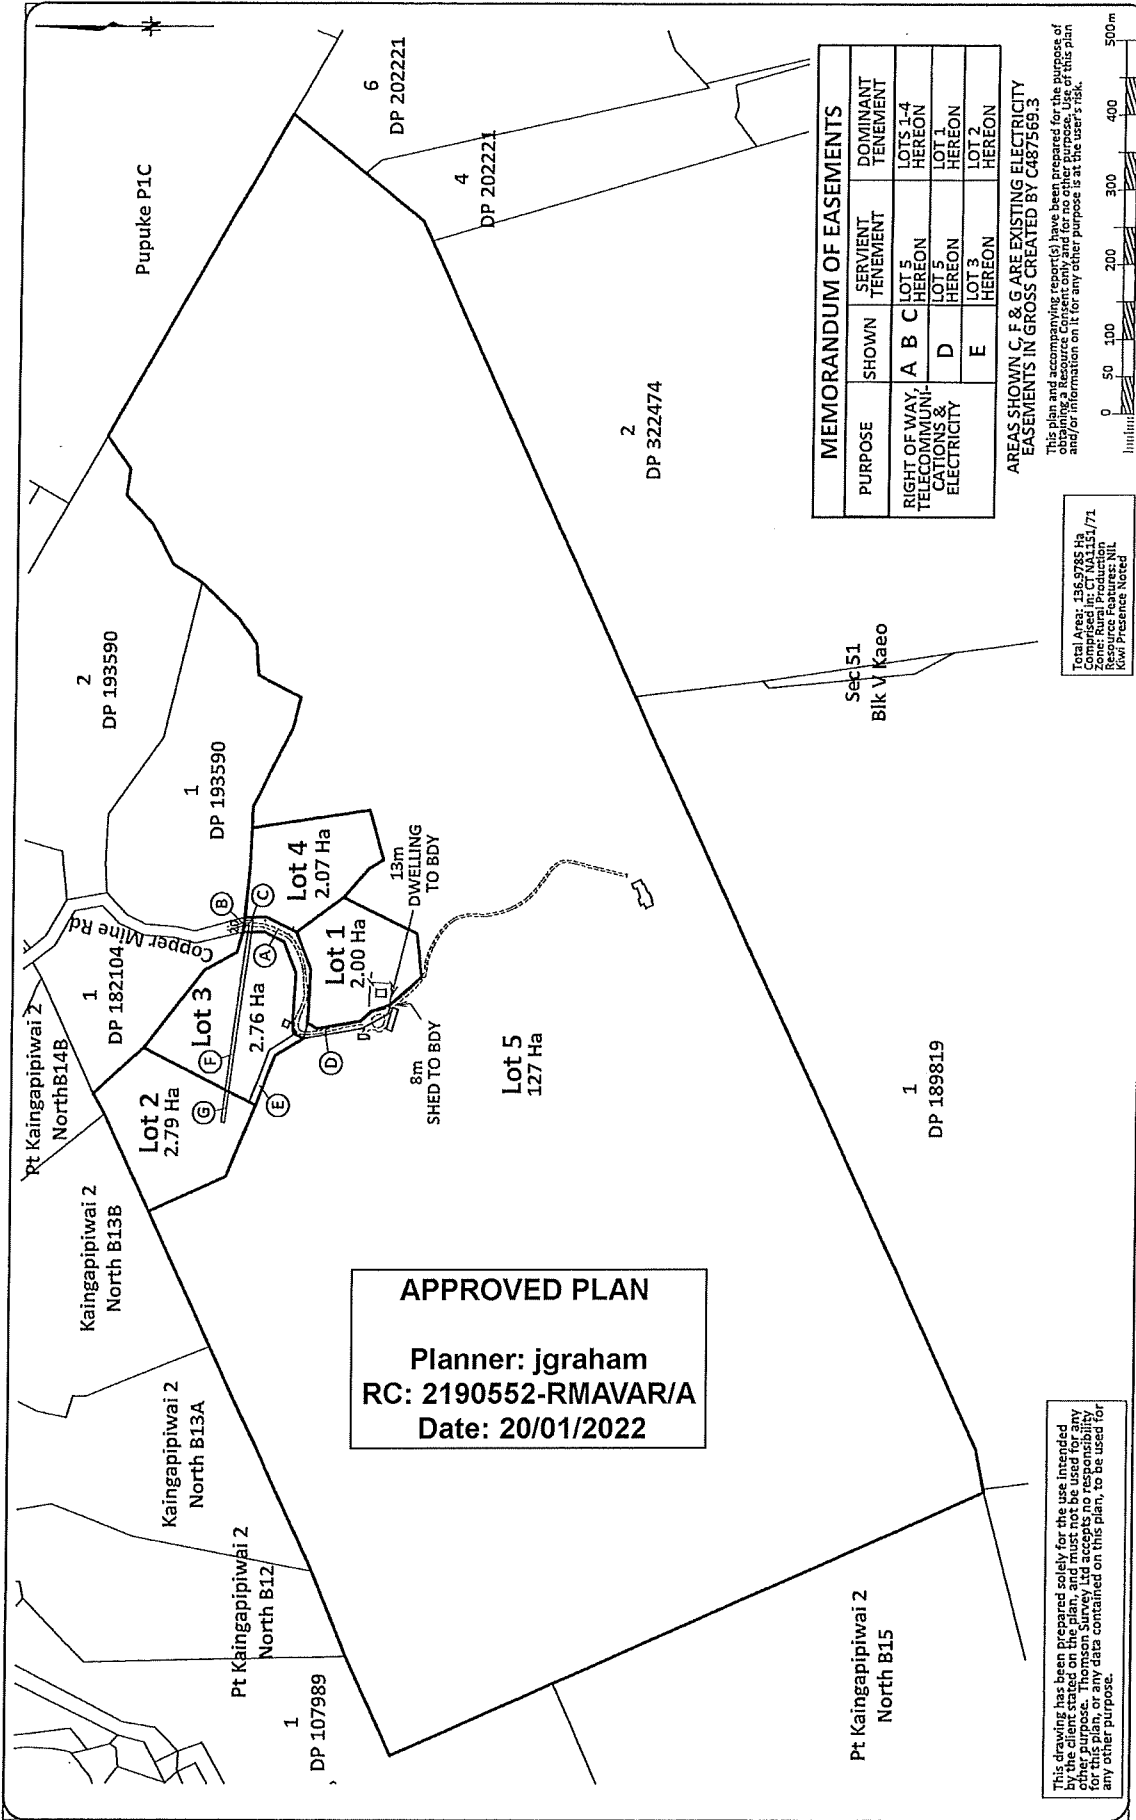 N
Pupuke P1C
6
DP 202221
4
DP 202221
2
DP 193590
1
DP 193590
Copper Mine Rd
1
DP 182104
Pt Kaingapipiwai 2
NorthB14B
Kaingapipiwai 2
North B13B
Kaingapipiwai 2
North B13A
Pt Kaingapipiwai 2
North B12
1
DP 107989
Lot 2
2.79 Ha
Lot 3
2.76 Ha
Lot 4
2.07 Ha
Lot 1
2.00 Ha
A
B
C
D
E
F
G
13m
DWELLING
TO BDY
8m
SHED TO BDY
Lot 5
127 Ha
2
DP 322474
Sec 51
Blk V Kaeo
1
DP 189819
Pt Kaingapipiwai 2
North B15
APPROVED PLAN
Planner: jgraham
RC: 2190552-RMAVAR/A
Date: 20/01/2022
MEMORANDUM OF EASEMENTS
PURPOSE SHOWN SERVIENT TENEMENT DOMINANT TENEMENT
RIGHT OF WAY, TELECOMMUNI-CATIONS & ELECTRICITY
A B C LOT 5 HEREON LOTS 1-4 HEREON
D LOT 5 HEREON LOT 1 HEREON
E LOT 3 HEREON LOT 2 HEREON
AREAS SHOWN C, F & G ARE EXISTING ELECTRICITY
EASEMENTS IN GROSS CREATED BY C487569.3
This plan and accompanying report(s) have been prepared for the purpose of
obtaining a Resource Consent only and for no other purpose. Use of this plan
and/or information on it for any other purpose is at the user's risk.
0 50 100 200 300 400 500m
Total Area: 136.9785 Ha
Comprised in: CT NA1151/71
Zone: Rural Production
Resource Features: NIL
Kiwi Presence Noted
This drawing has been prepared solely for the use intended
by the client stated on the plan, and must not be used for any
other purpose. Thomson Survey Ltd accepts no responsibility
for this plan, or any data contained on this plan, to be used for
any other purpose.